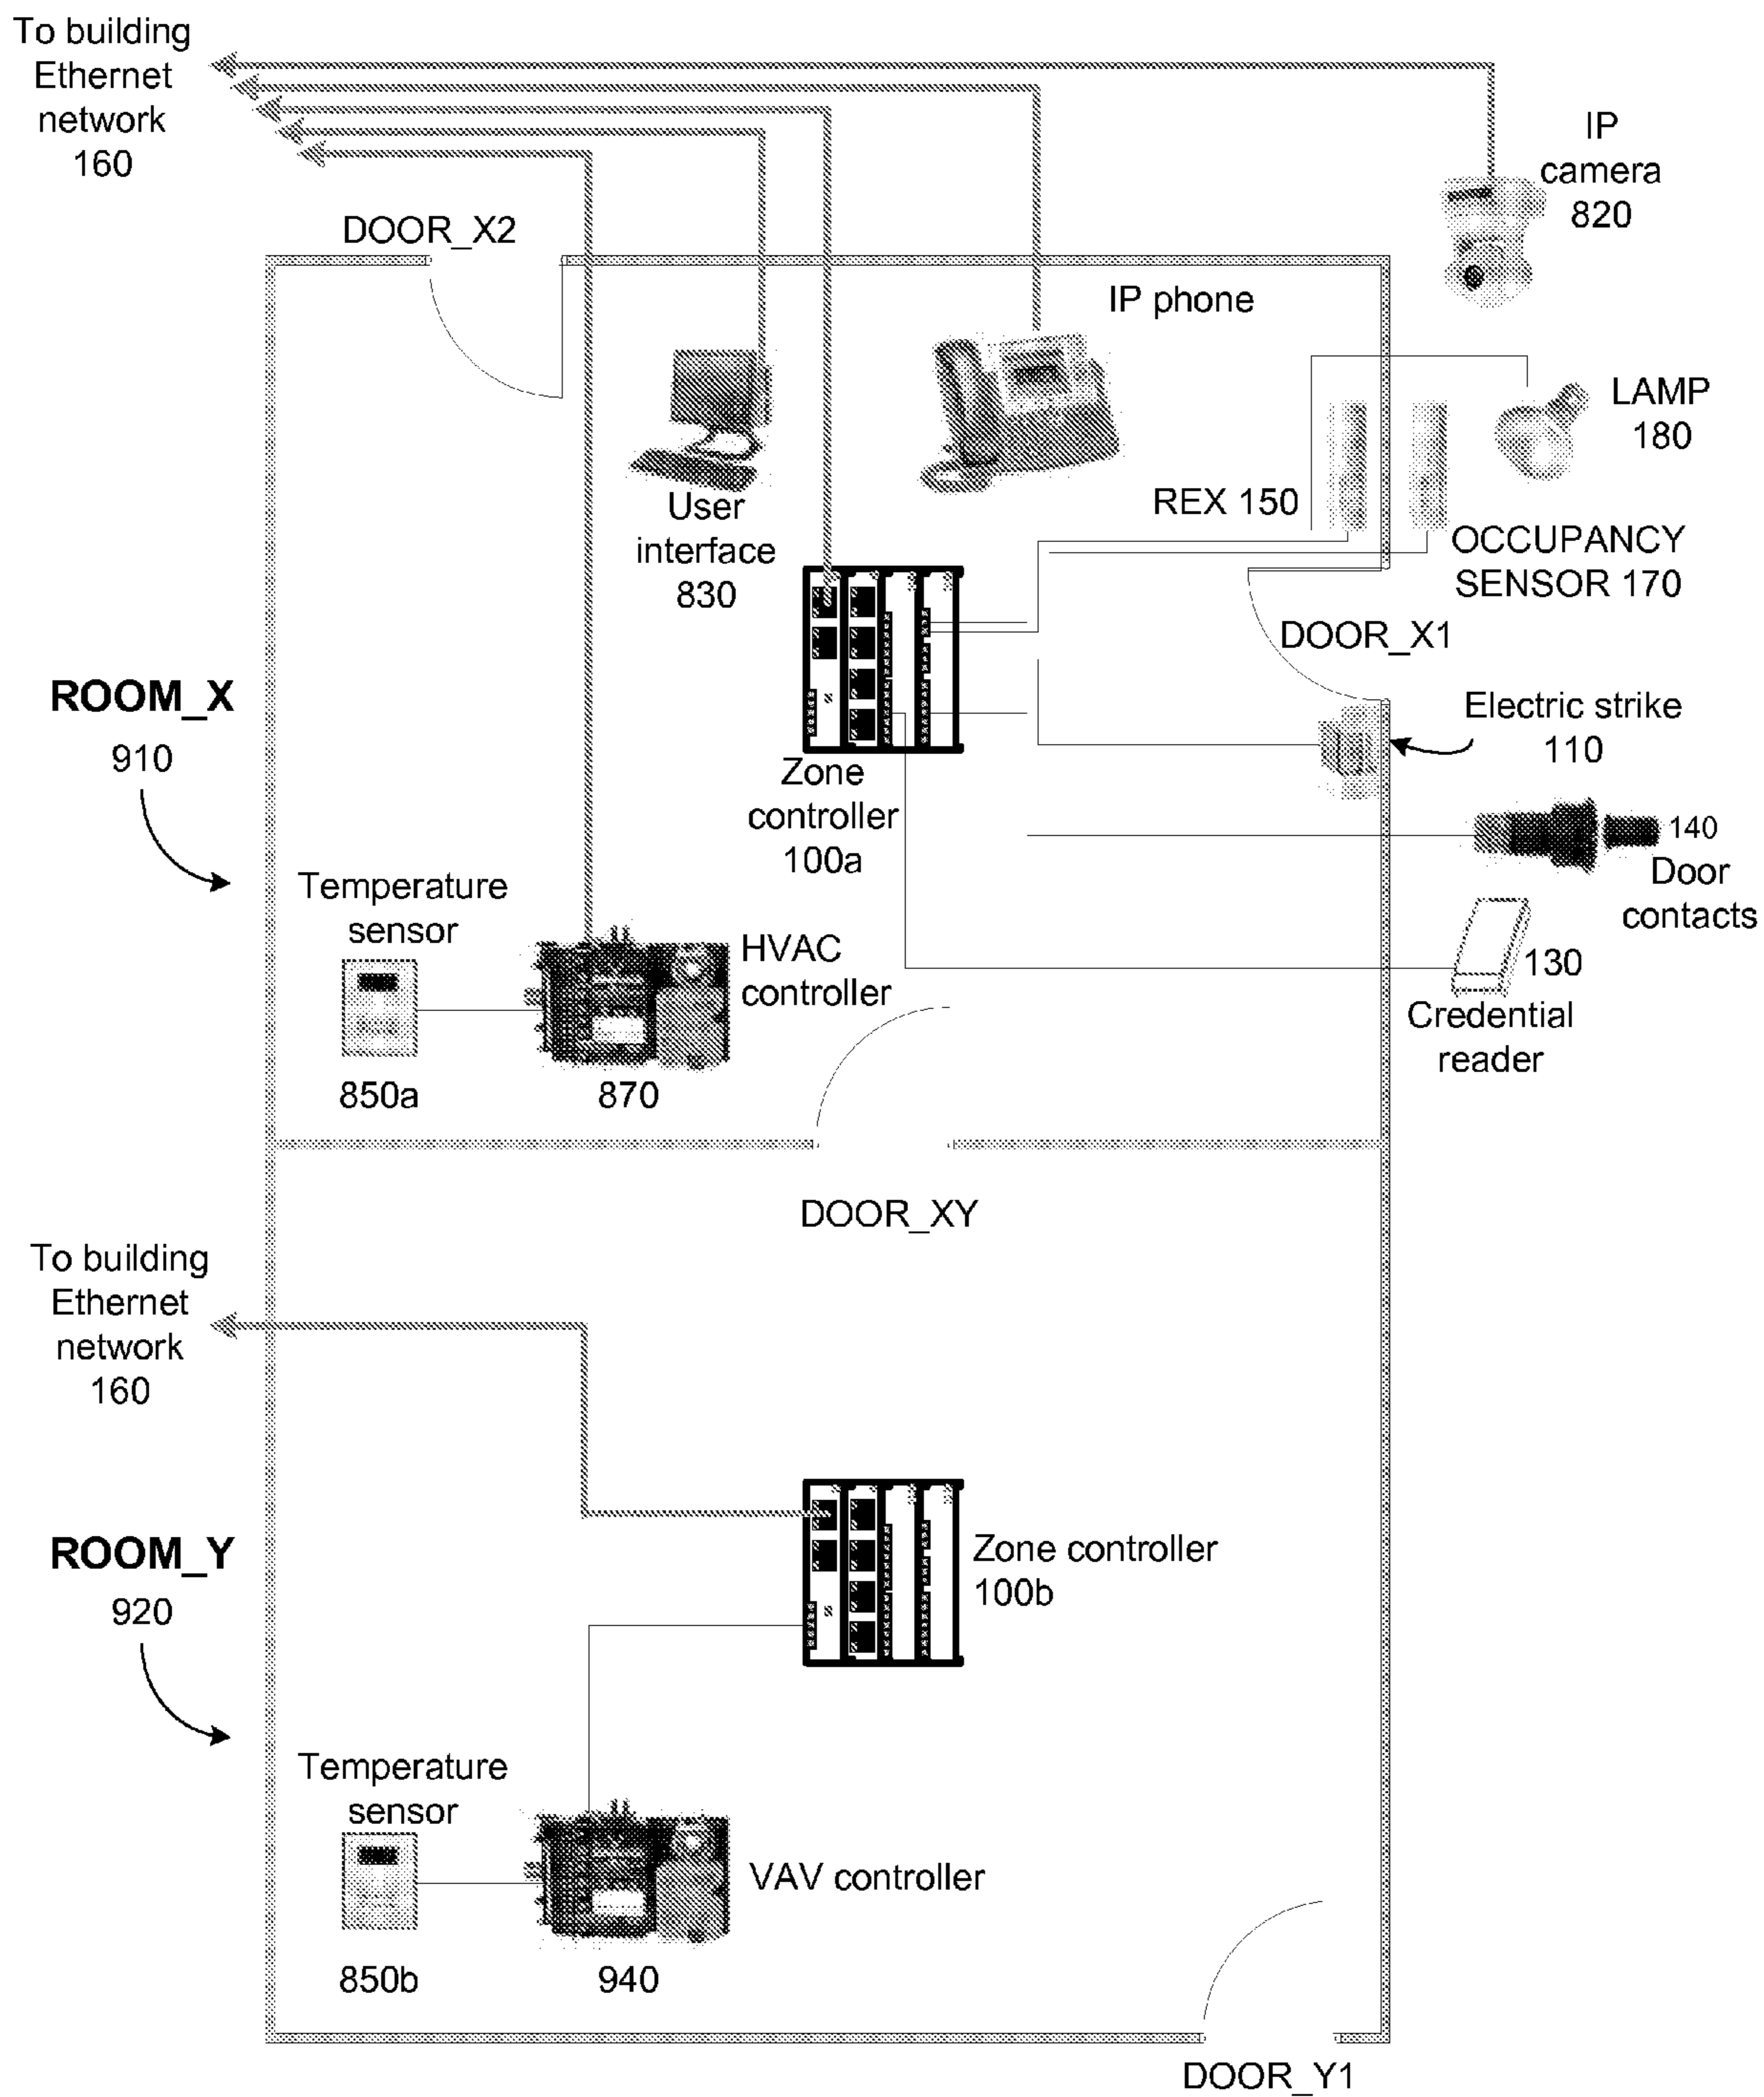 To building
Ethernet
network
160
IP
camera
820
DOOR_X2
IP phone
LAMP
180
REX 150
User
interface
830
OCCUPANCY
SENSOR 170
DOOR_X1
ROOM_X
910
Electric strike
110
Zone
controller
100a
140
Door
contacts
Temperature
sensor
HVAC
controller
130
Credential
reader
850a
870
DOOR_XY
To building
Ethernet
network
160
ROOM_Y
920
Zone controller
100b
Temperature
sensor
VAV controller
850b
940
DOOR_Y1